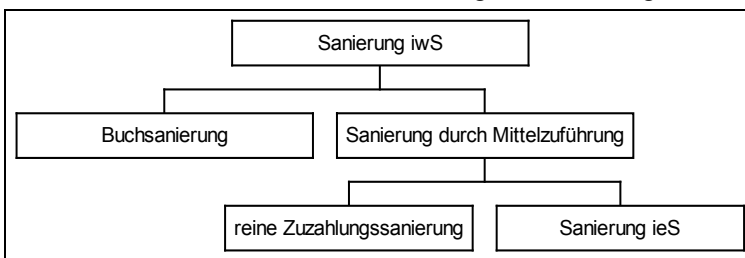 Sanierung iwS
Buchsanierung
Sanierung durch Mittelzuführung
reine Zuzahlungssanierung
Sanierung ieS